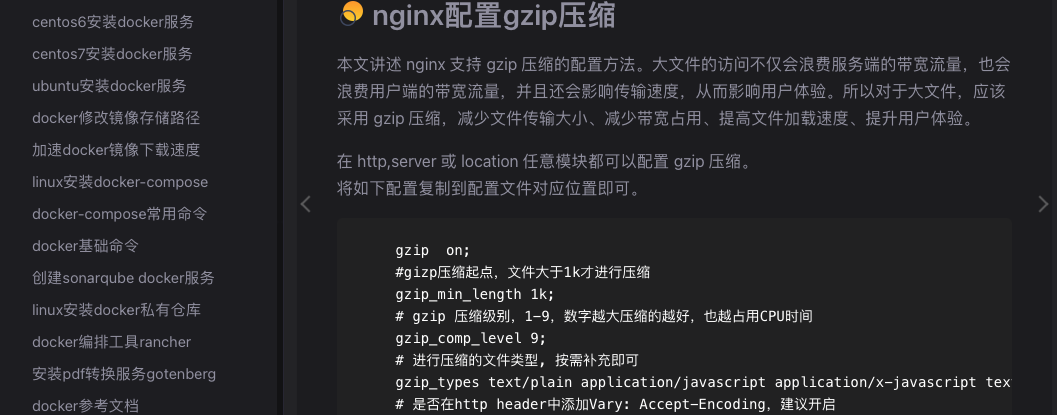 centos6安装docker服务
centos7安装docker服务
ubuntu安装docker服务
docker修改镜像存储路径
加速docker镜像下载速度
linux安装docker-compose
docker-compose常用命令
docker基础命令
创建sonarqube docker服务
linux安装docker私有仓库
docker编排工具rancher
安装pdf转换服务gotenberg
docker参考文档
nginx配置gzip压缩
本文讲述 nginx 支持 gzip 压缩的配置方法。大文件的访问不仅会浪费服务端的带宽流量，也会
浪费用户端的带宽流量，并且还会影响传输速度，从而影响用户体验。所以对于大文件，应该
采用 gzip 压缩，减少文件传输大小、减少带宽占用、提高文件加载速度、提升用户体验。
在 http,server 或 location 任意模块都可以配置 gzip 压缩。
将如下配置复制到配置文件对应位置即可。
gzip  on;
#gizp压缩起点，文件大于1k才进行压缩
gzip_min_length 1k;
# gzip 压缩级别，1-9，数字越大压缩的越好，也越占用CPU时间
gzip_comp_level 9;
# 进行压缩的文件类型, 按需补充即可
gzip_types text/plain application/javascript application/x-javascript tex
# 是否在http header中添加Vary: Accept-Encoding，建议开启